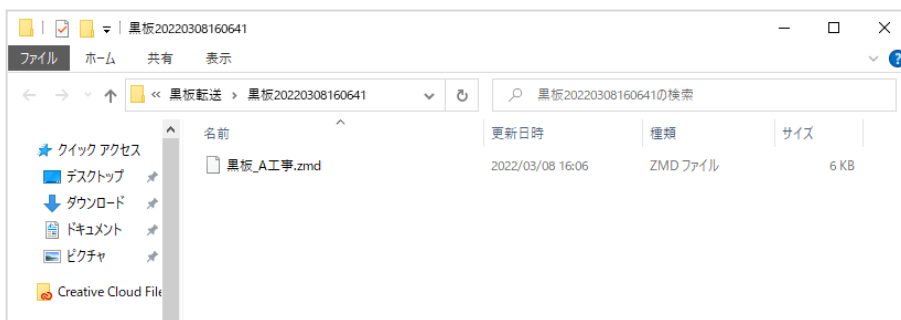 黒板20220308160641
ファイル ホーム 共有 表示
« 黒板転送 › 黒板20220308160641 黒板20220308160641の検索
名前 更新日時 種類 サイズ
クイック アクセス
黒板_A工事.zmd 2022/03/08 16:06 ZMD ファイル 6 KB
デスクトップ
ダウンロード
ドキュメント
ピクチャ
Creative Cloud File